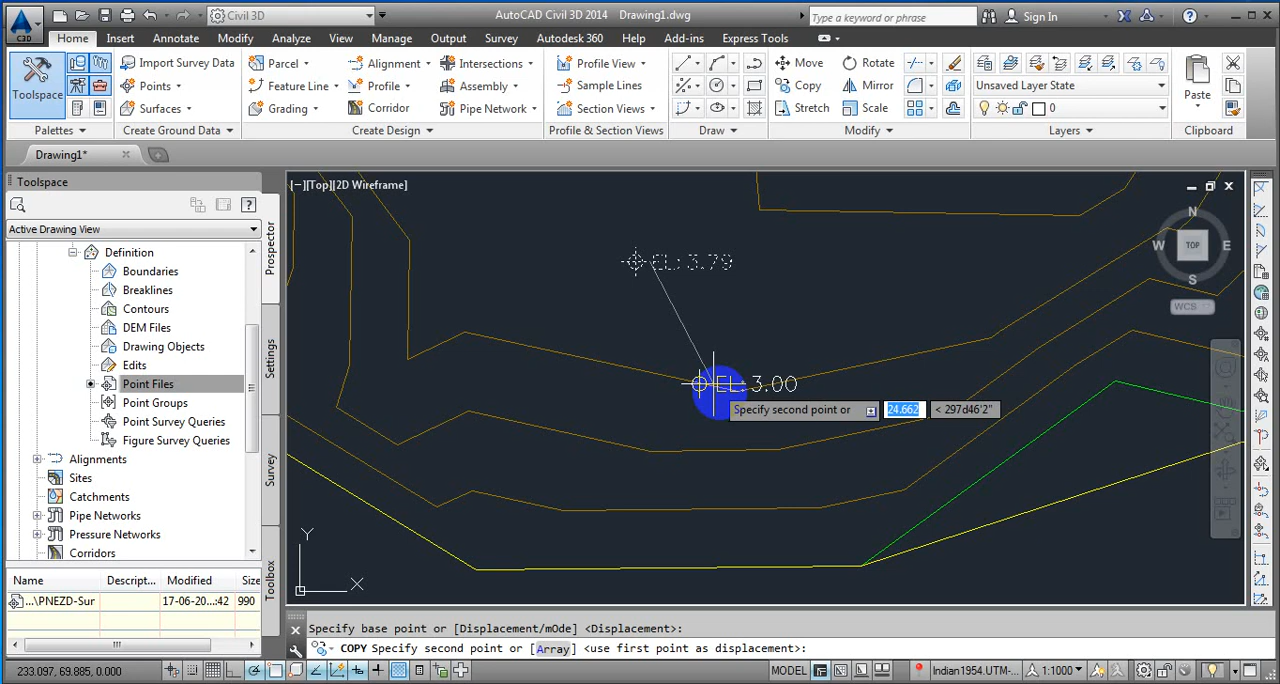 Civil 3D
AutoCAD Civil 3D 2014 Drawing1.dwg
Type a keyword or phrase
Sign In
C3D
Home Insert Annotate Modify Analyze View Manage Output Survey Autodesk 360 Help Add-ins Express Tools
Toolspace
Import Survey Data
Points
Surfaces
Parcel
Feature Line
Grading
Alignment
Profile
Corridor
Intersections
Assembly
Pipe Network
Profile View
Sample Lines
Section Views
Move
Copy
Stretch
Rotate
Mirror
Scale
Unsaved Layer State
0
Paste
Palettes
Create Ground Data
Create Design
Profile & Section Views
Draw
Modify
Layers
Clipboard
Drawing1*
Toolspace
Active Drawing View
Definition
Boundaries
Breaklines
Contours
DEM Files
Drawing Objects
Edits
Point Files
Point Groups
Point Survey Queries
Figure Survey Queries
Alignments
Sites
Catchments
Pipe Networks
Pressure Networks
Corridors
Prospector
Settings
Survey
Toolbox
Name Descript... Modified Size
...\PNEZD-Sur 17-06-20...:42 990
[−][Top][2D Wireframe]
N
W TOP E
S
WCS
EL: 3.79
EL: 3.00
Specify second point or 24.662 < 297d46'2"
Y
X
Specify base point or [Displacement/mOde] <Displacement>:
COPY Specify second point or [Array] <use first point as displacement>:
233.097, 69.885, 0.000
MODEL
Indian1954.UTM-...
1:1000